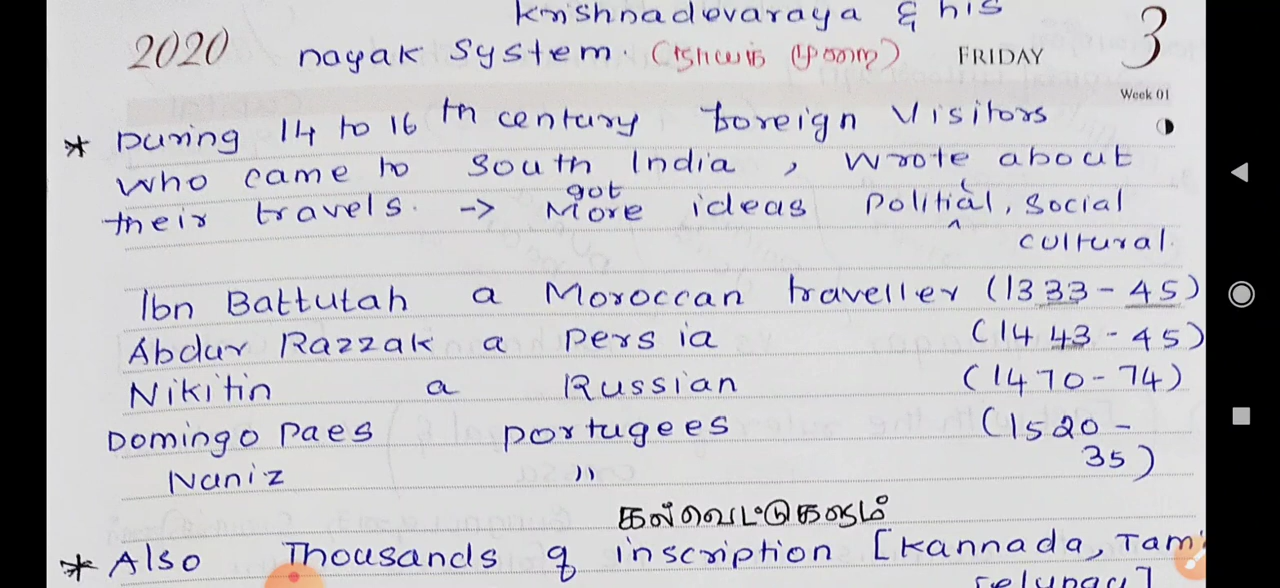 krishnadevaraya & his
2020 nayak system. (நாயக் முறை) FRIDAY 3
Week 01
* During 14 to 16 th century foreign visitors
who came to South India, wrote about
their travels. -> got More ideas politiacl, social
cultural.
Ibn Battutah a Moroccan traveller (1333-45)
Abdur Razzak a Persia (1443-45)
Nikitin a Russian (1470-74)
Domingo Paes portugees (1520-
35)
Naniz "
கல்வெட்டுகளும்
* Also Thousands of inscription [Kannada, Tam